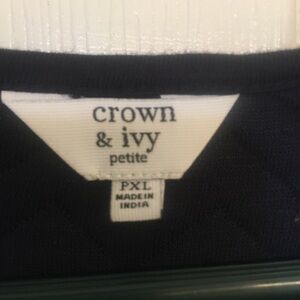 crown
& ivy
petite
PXL
MADE IN
INDIA